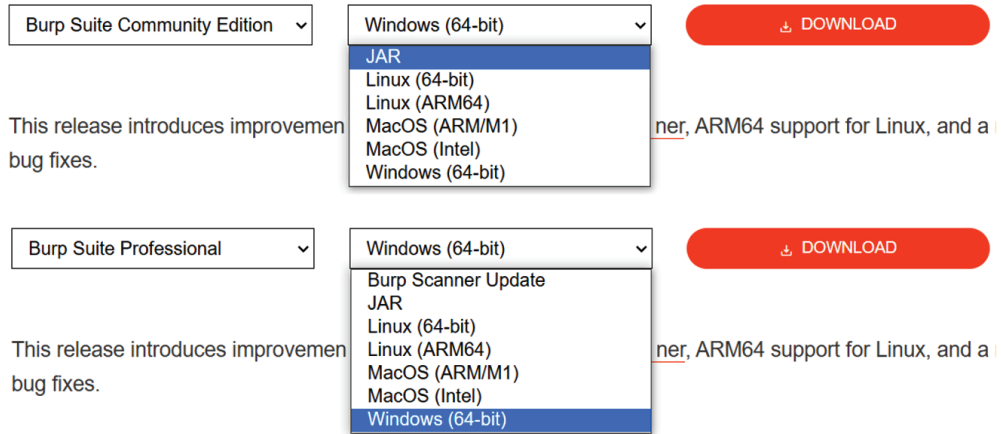 Burp Suite Community Edition Windows (64-bit) DOWNLOAD
JAR
Linux (64-bit)
Linux (ARM64)
This release introduces improvemen MacOS (ARM/M1) ner, ARM64 support for Linux, and a
MacOS (Intel)
bug fixes.
Windows (64-bit)
Burp Suite Professional Windows (64-bit) DOWNLOAD
Burp Scanner Update
JAR
Linux (64-bit)
This release introduces improvemen Linux (ARM64) ner, ARM64 support for Linux, and a
MacOS (ARM/M1)
bug fixes.
MacOS (Intel)
Windows (64-bit)